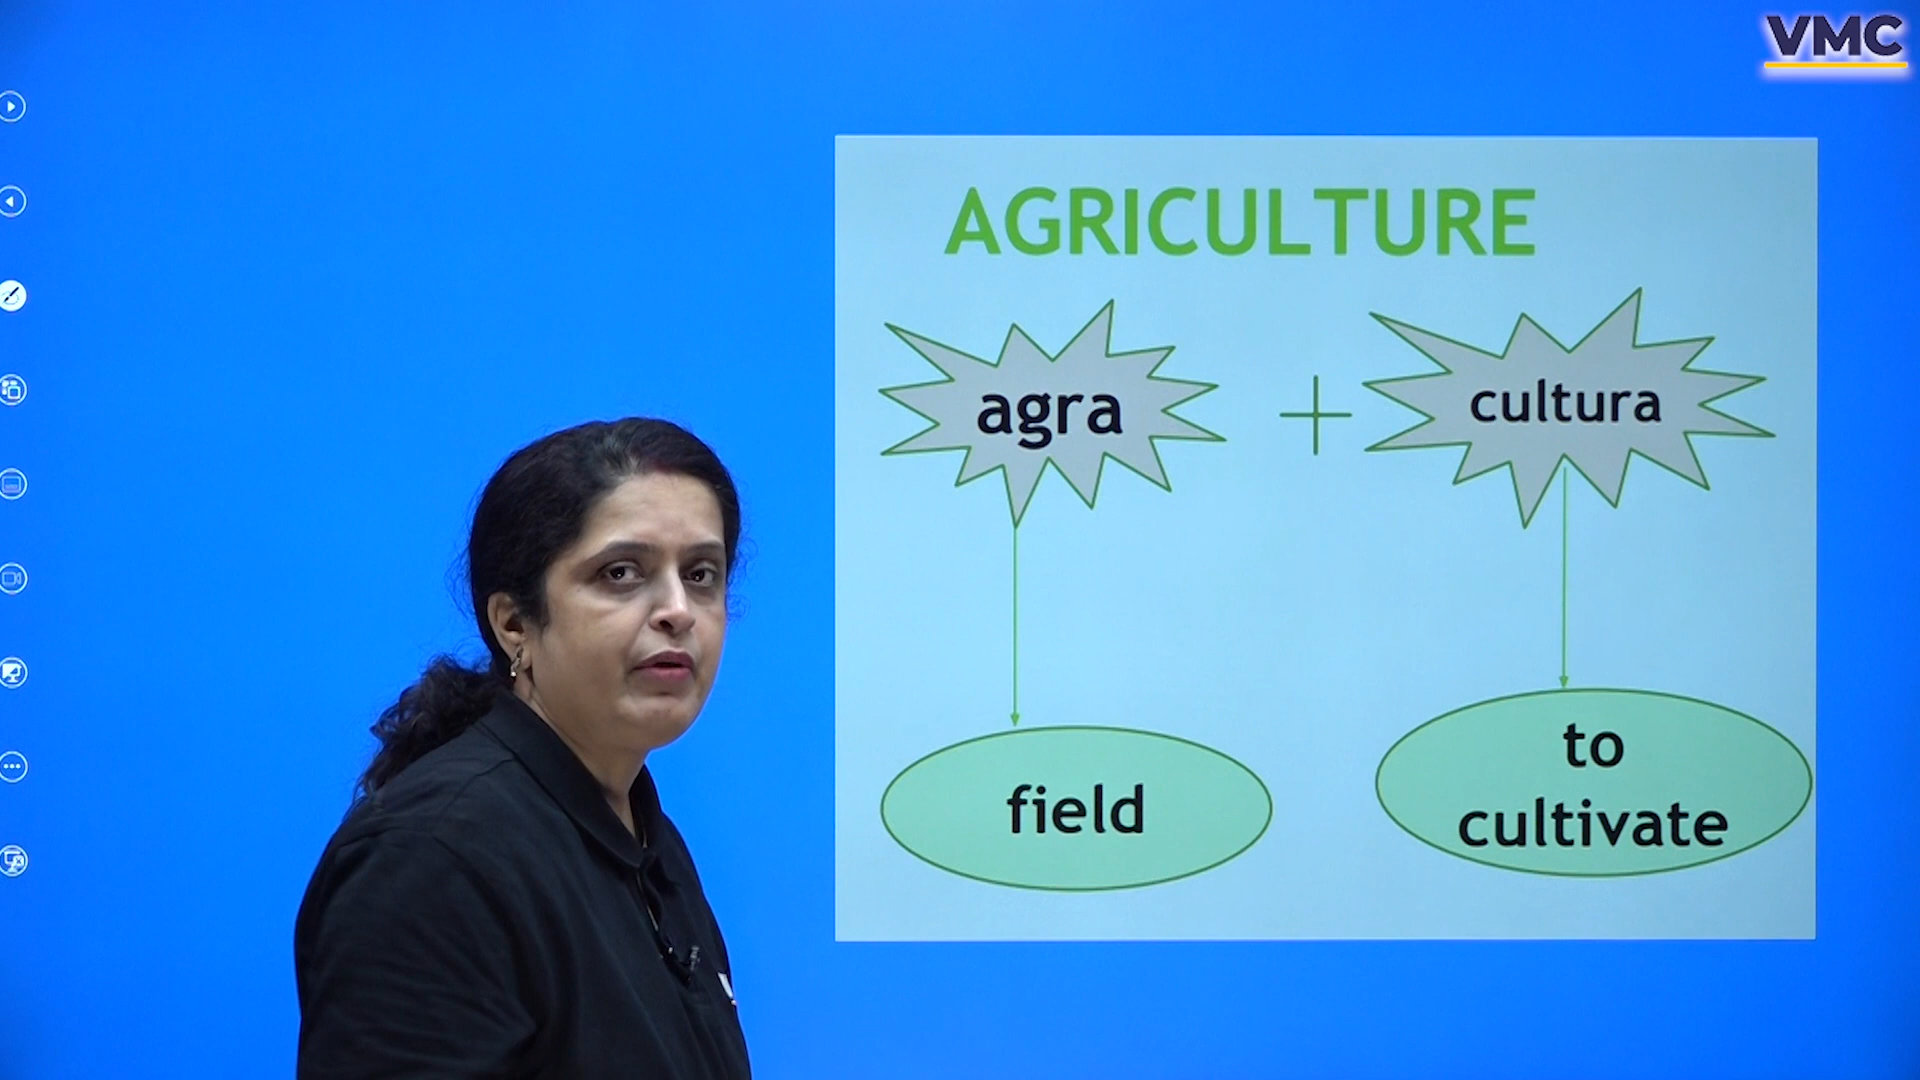 VMC
AGRICULTURE
agra + cultura
field
to
cultivate